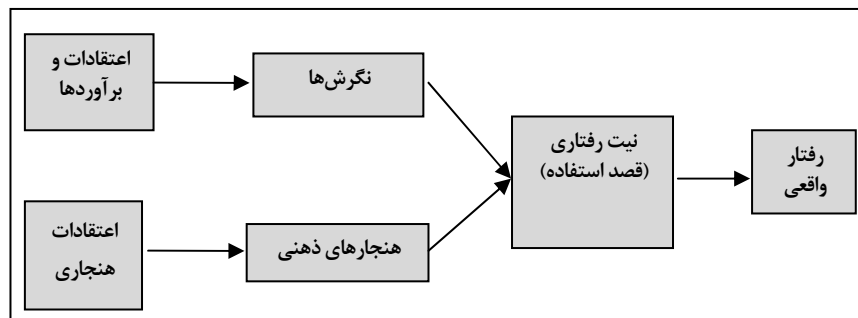 اعتقادات و
برآوردها
نگرش‌ها
نیت رفتاری
(قصد استفاده)
رفتار
واقعی
اعتقادات
هنجاری
هنجارهای ذهنی